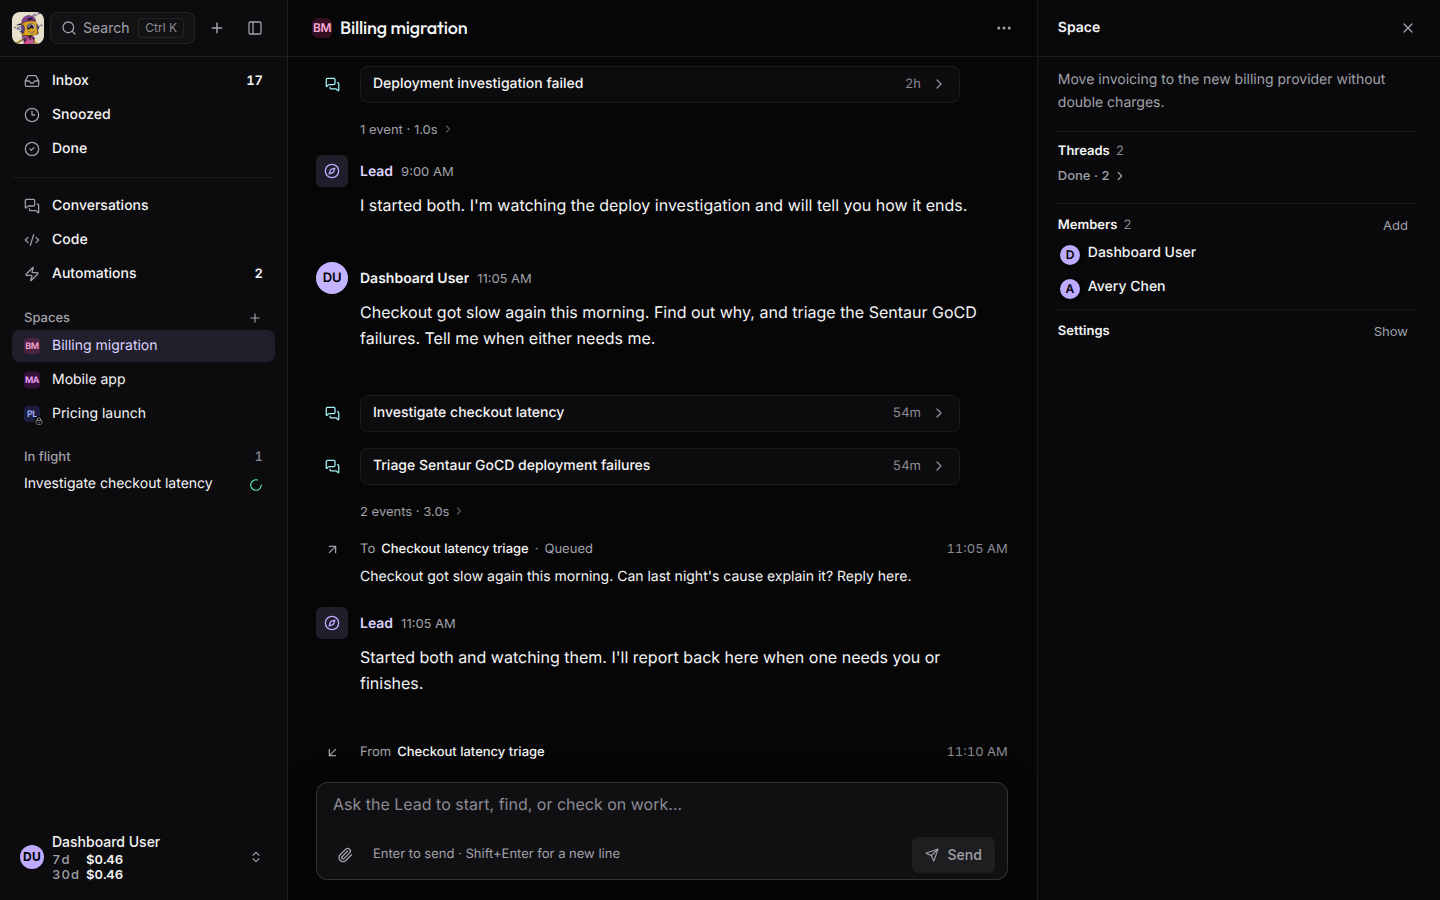 Search Ctrl K
Inbox 17
Snoozed
Done
Conversations
Code
Automations 2
Spaces
BM Billing migration
MA Mobile app
PL Pricing launch
In flight 1
Investigate checkout latency
DU Dashboard User
7d $0.46
30d $0.46
BM Billing migration
Deployment investigation failed 2h
1 event · 1.0s
Lead 9:00 AM
I started both. I'm watching the deploy investigation and will tell you how it ends.
DU Dashboard User 11:05 AM
Checkout got slow again this morning. Find out why, and triage the Sentaur GoCD
failures. Tell me when either needs me.
Investigate checkout latency 54m
Triage Sentaur GoCD deployment failures 54m
2 events · 3.0s
To Checkout latency triage · Queued 11:05 AM
Checkout got slow again this morning. Can last night's cause explain it? Reply here.
Lead 11:05 AM
Started both and watching them. I'll report back here when one needs you or
finishes.
From Checkout latency triage 11:10 AM
Ask the Lead to start, find, or check on work...
Enter to send · Shift+Enter for a new line
Send
Space
Move invoicing to the new billing provider without
double charges.
Threads 2
Done · 2
Members 2 Add
D Dashboard User
A Avery Chen
Settings Show